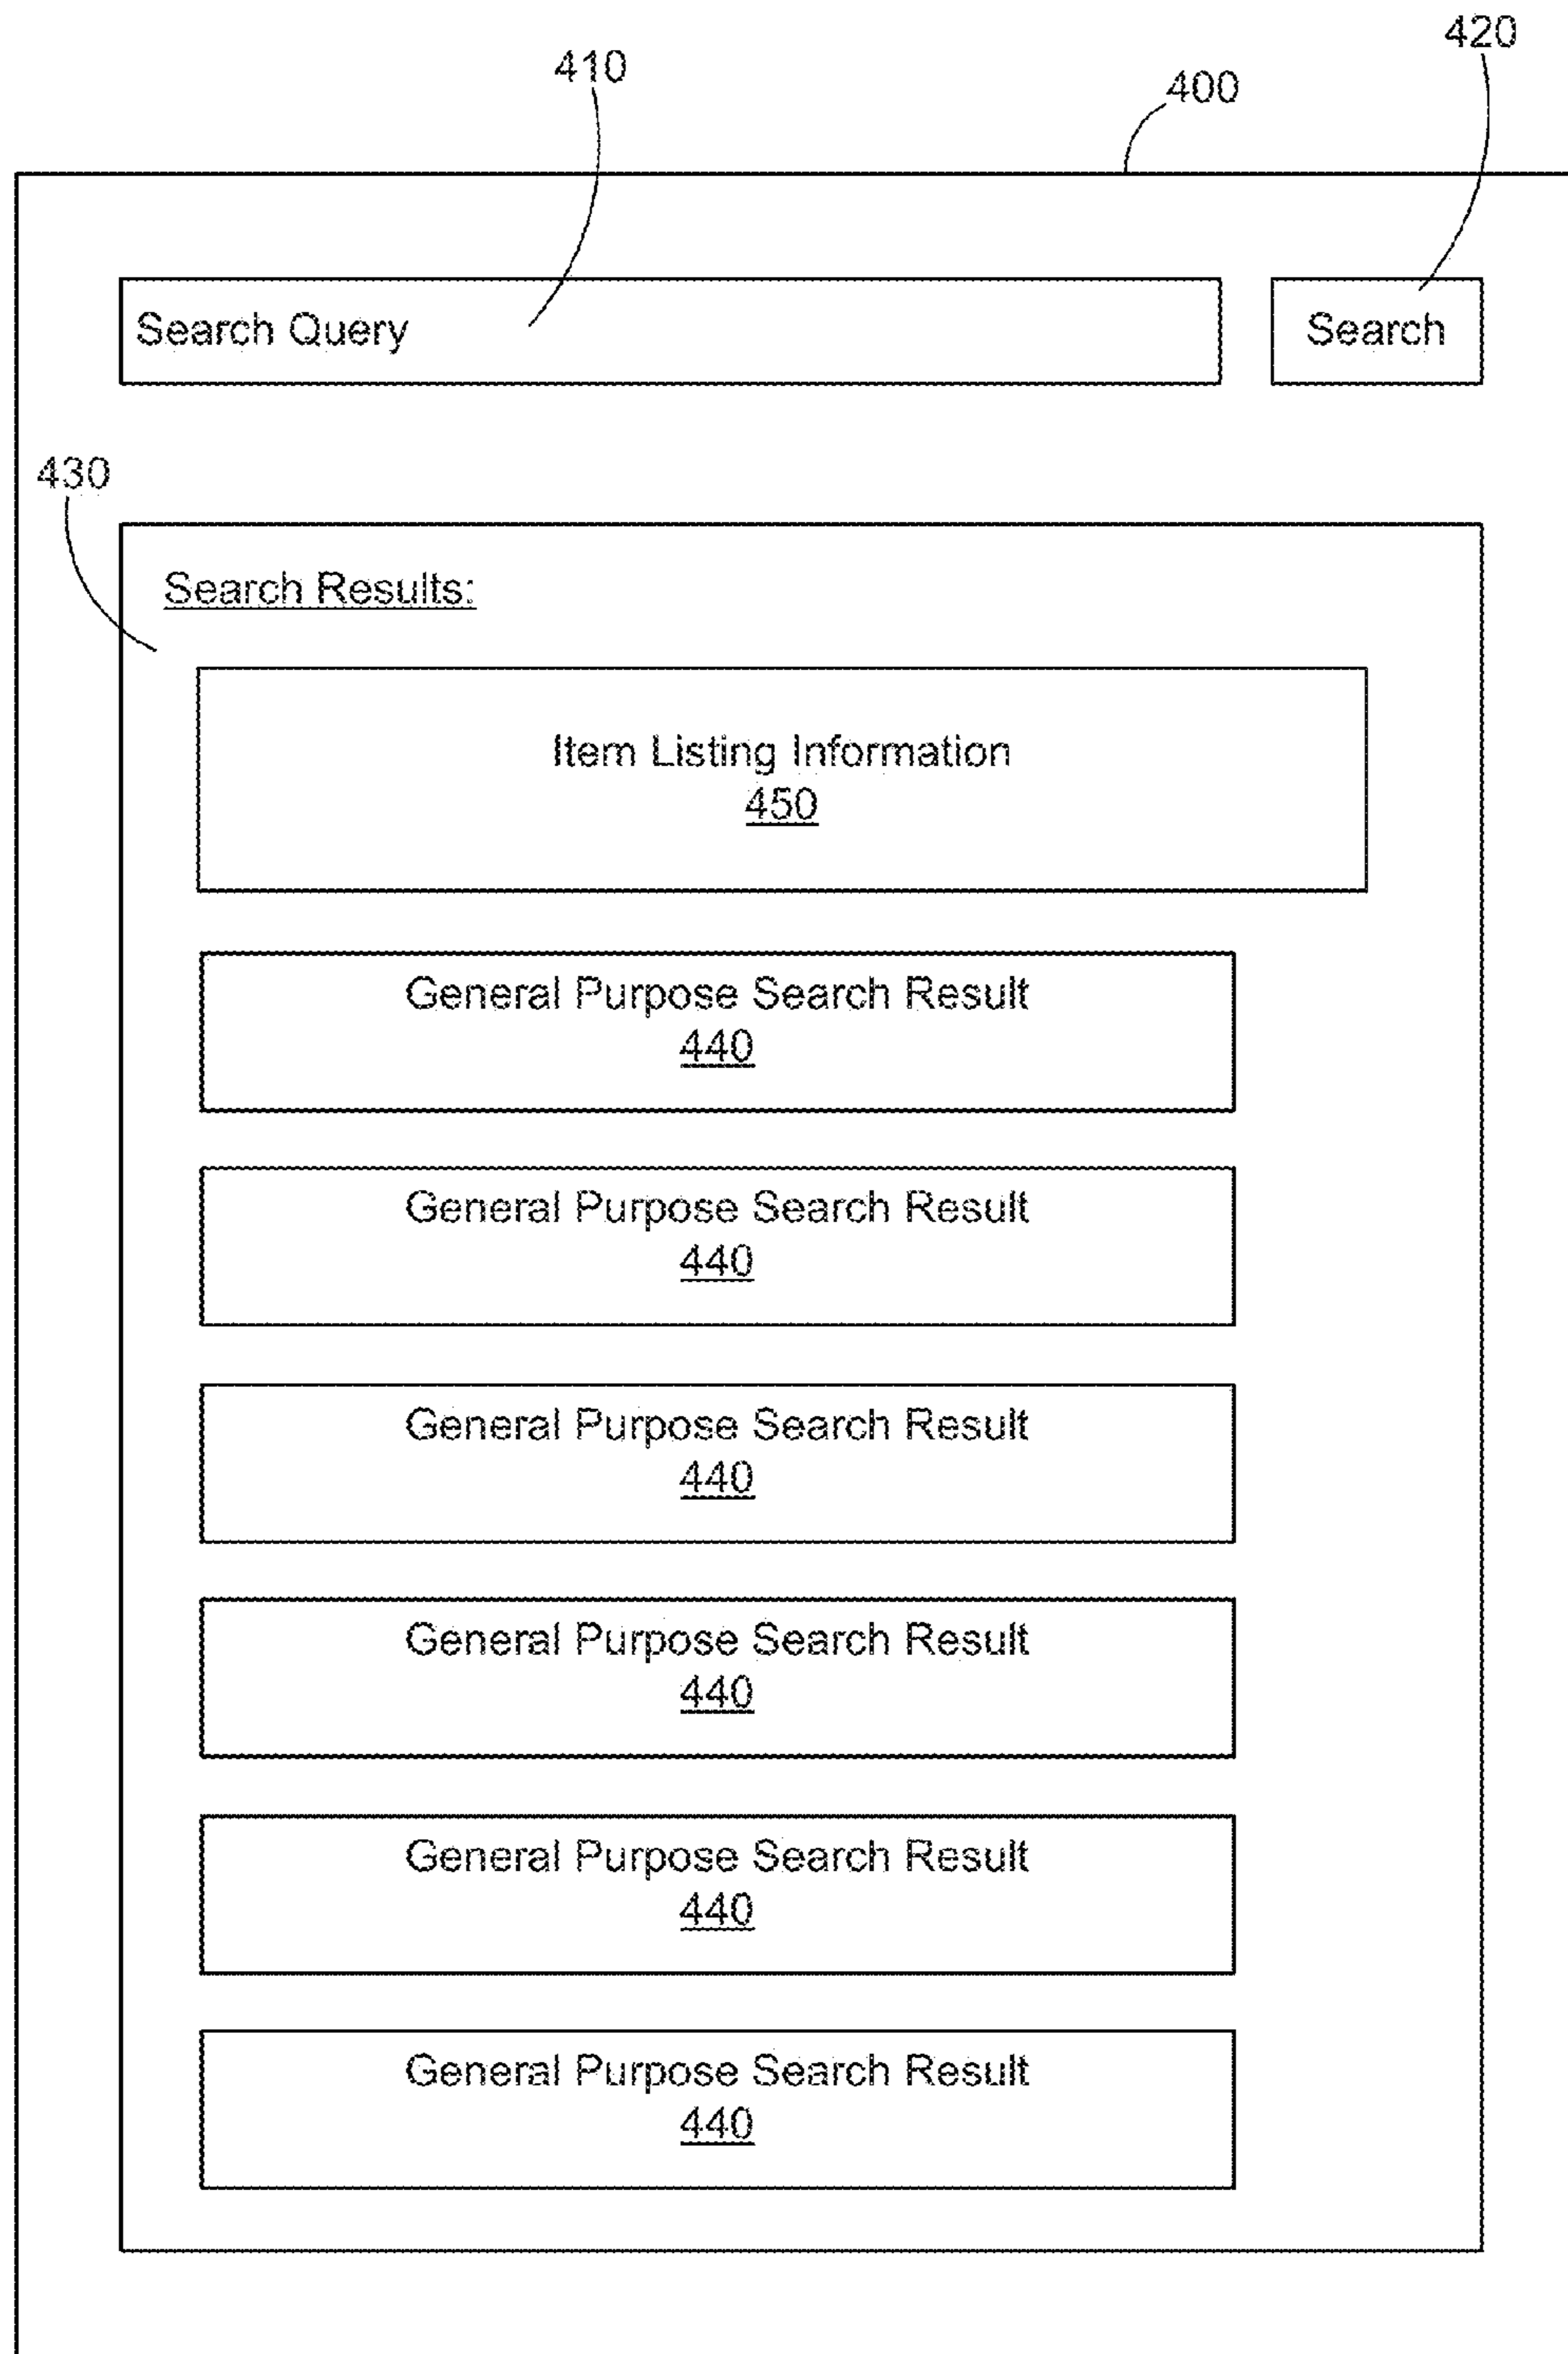 420
410
400
Search Query
Search
430
Search Results:
Item Listing Information
450
General Purpose Search Result
440
General Purpose Search Result
440
General Purpose Search Result
440
General Purpose Search Result
440
General Purpose Search Result
440
General Purpose Search Result
440